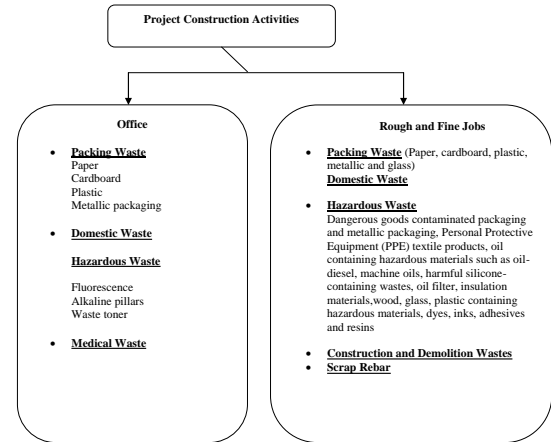 Project Construction Activities
Office
• Packing Waste
Paper
Cardboard
Plastic
Metallic packaging
• Domestic Waste
Hazardous Waste
Fluorescence
Alkaline pillars
Waste toner
• Medical Waste
Rough and Fine Jobs
• Packing Waste (Paper, cardboard, plastic,
metallic and glass)
Domestic Waste
• Hazardous Waste
Dangerous goods contaminated packaging
and metallic packaging, Personal Protective
Equipment (PPE) textile products, oil
containing hazardous materials such as oil-
diesel, machine oils, harmful silicone-
containing wastes, oil filter, insulation
materials,wood, glass, plastic containing
hazardous materials, dyes, inks, adhesives
and resins
• Construction and Demolition Wastes
• Scrap Rebar